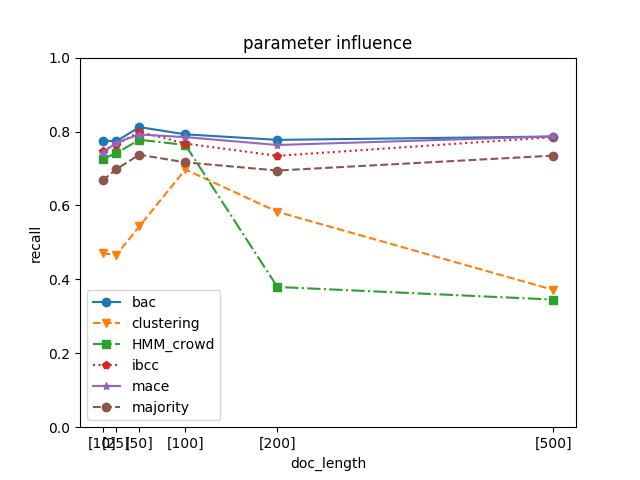 parameter influence
1.0
0.8
0.6
0.4
0.2
0.0
recall
bac
clustering
HMM_crowd
ibcc
mace
majority
[10] [25] [50] [100] [200] [500]
doc_length